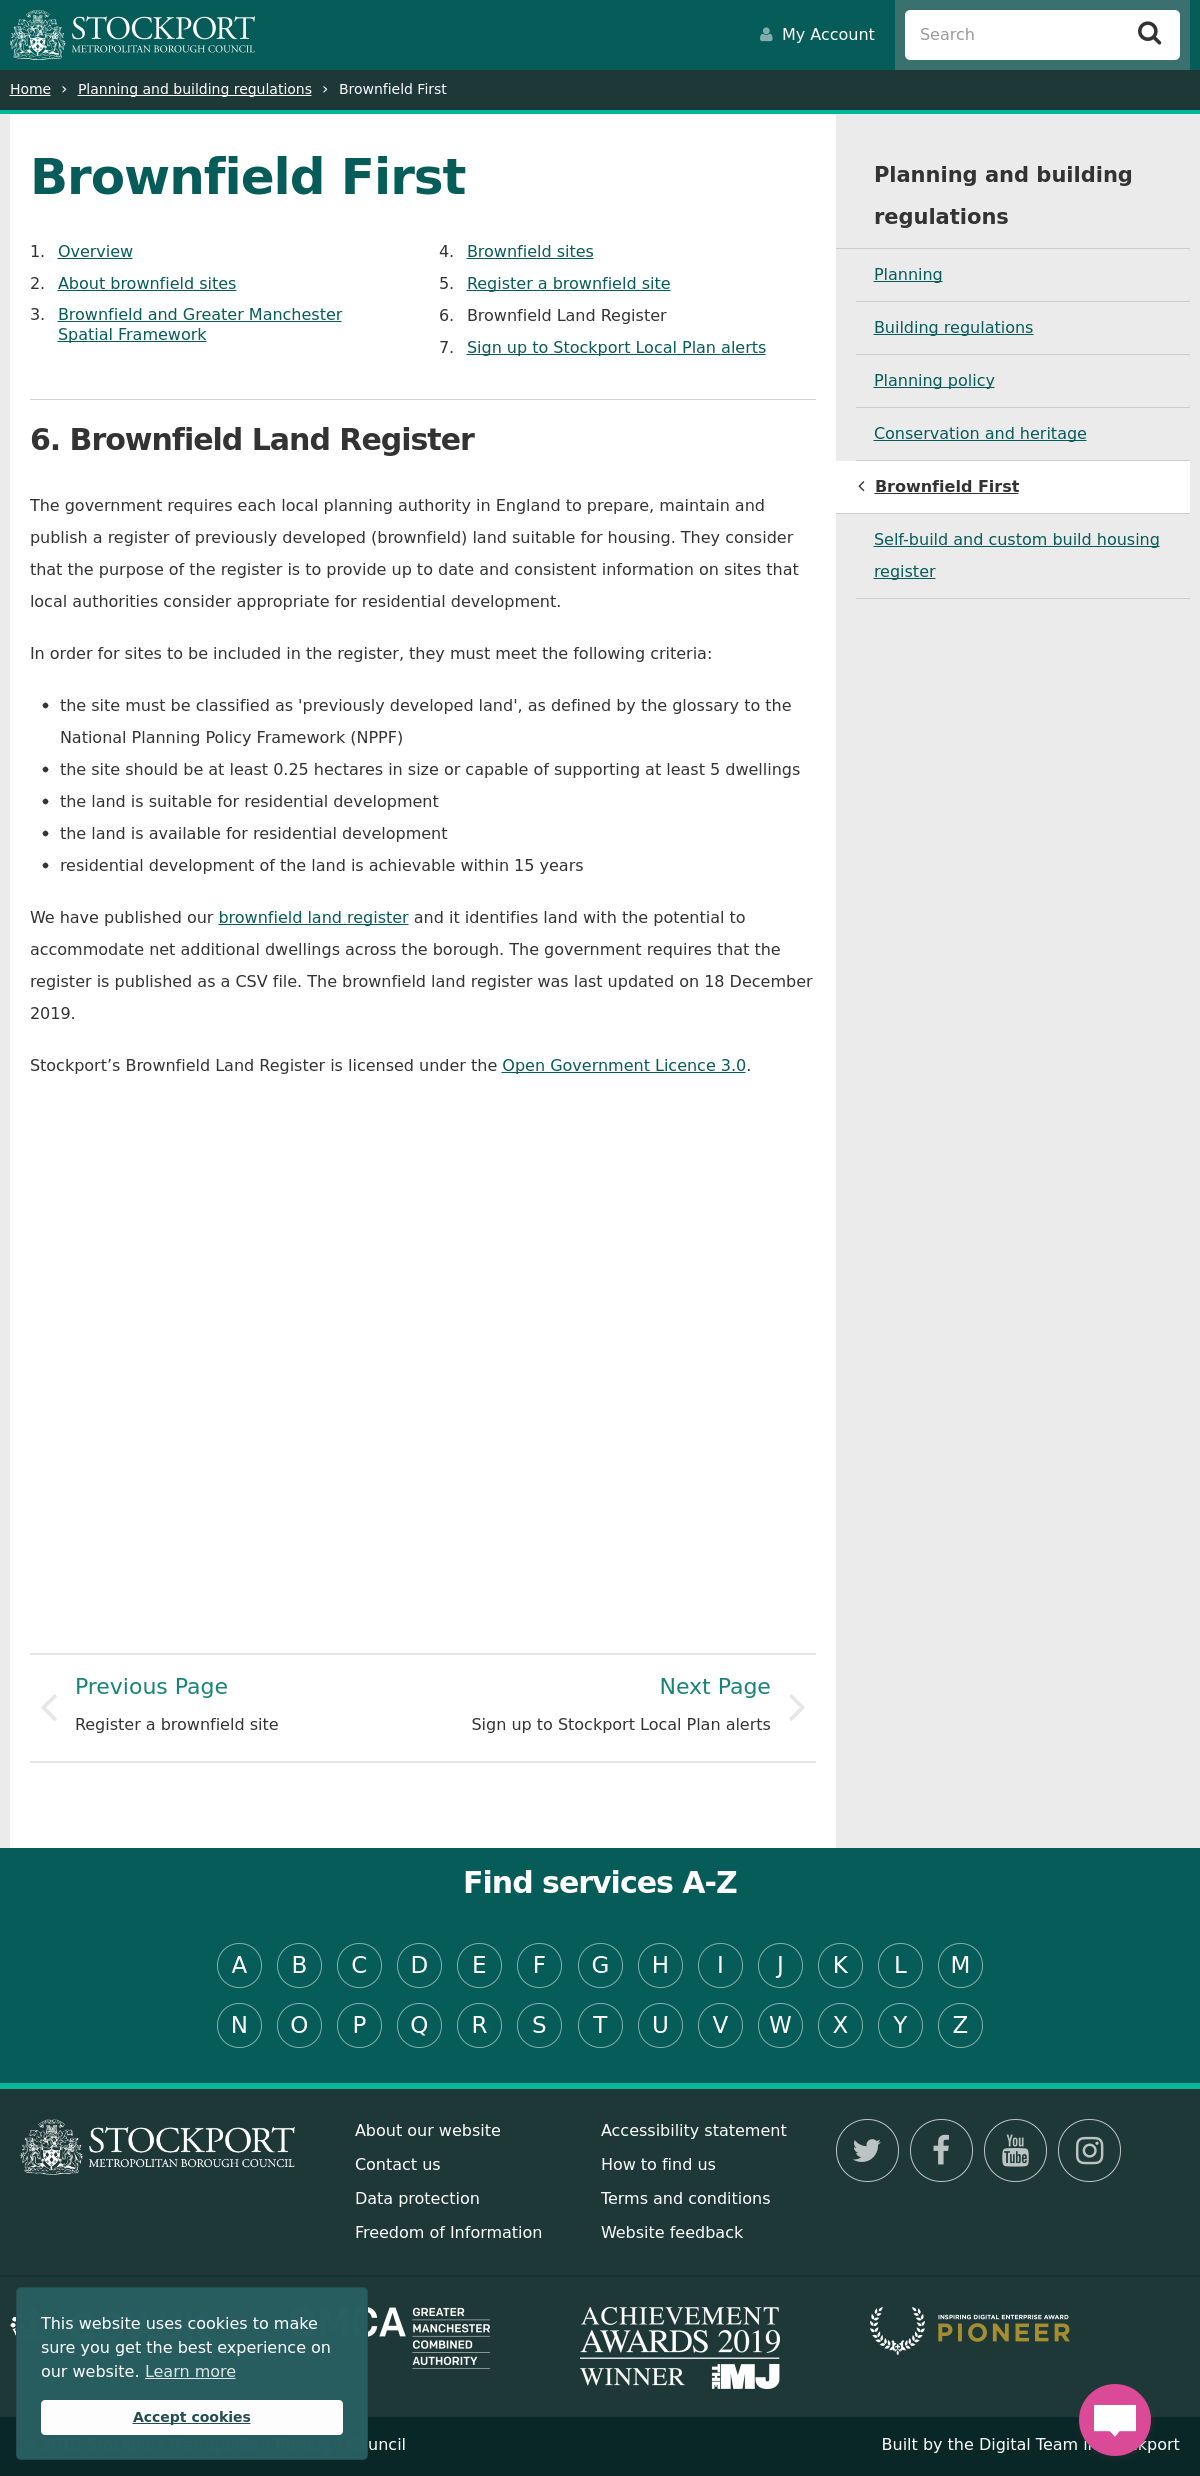 STOCKPORT
METROPOLITAN BOROUGH COUNCIL
My Account
Search
Home › Planning and building regulations › Brownfield First
Brownfield First
1. Overview
2. About brownfield sites
3. Brownfield and Greater Manchester
Spatial Framework
4. Brownfield sites
5. Register a brownfield site
6. Brownfield Land Register
7. Sign up to Stockport Local Plan alerts
6. Brownfield Land Register
The government requires each local planning authority in England to prepare, maintain and
publish a register of previously developed (brownfield) land suitable for housing. They consider
that the purpose of the register is to provide up to date and consistent information on sites that
local authorities consider appropriate for residential development.
In order for sites to be included in the register, they must meet the following criteria:
• the site must be classified as 'previously developed land', as defined by the glossary to the
National Planning Policy Framework (NPPF)
• the site should be at least 0.25 hectares in size or capable of supporting at least 5 dwellings
• the land is suitable for residential development
• the land is available for residential development
• residential development of the land is achievable within 15 years
We have published our brownfield land register and it identifies land with the potential to
accommodate net additional dwellings across the borough. The government requires that the
register is published as a CSV file. The brownfield land register was last updated on 18 December
2019.
Stockport’s Brownfield Land Register is licensed under the Open Government Licence 3.0.
Previous Page
Register a brownfield site
Next Page
Sign up to Stockport Local Plan alerts
Planning and building
regulations
Planning
Building regulations
Planning policy
Conservation and heritage
Brownfield First
Self-build and custom build housing
register
Find services A-Z
A B C D E F G H I J K L M
N O P Q R S T U V W X Y Z
STOCKPORT
METROPOLITAN BOROUGH COUNCIL
About our website
Contact us
Data protection
Freedom of Information
Accessibility statement
How to find us
Terms and conditions
Website feedback
You
Tube
This website uses cookies to make
sure you get the best experience on
our website. Learn more
Accept cookies
CA
GREATER
MANCHESTER
COMBINED
AUTHORITY
ACHIEVEMENT
AWARDS 2019
WINNER THE MJ
INSPIRING DIGITAL ENTERPRISE AWARD
PIONEER
uncil
Built by the Digital Team i kport